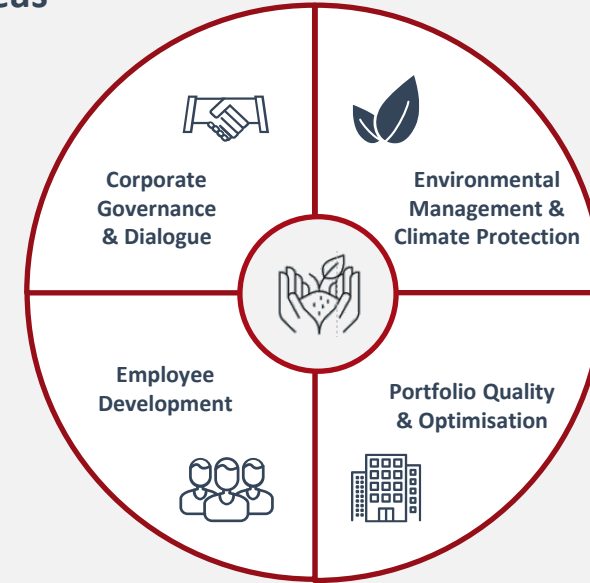 Corporate
Governance
& Dialogue
Environmental
Management &
Climate Protection
Employee
Development
Portfolio Quality
& Optimisation